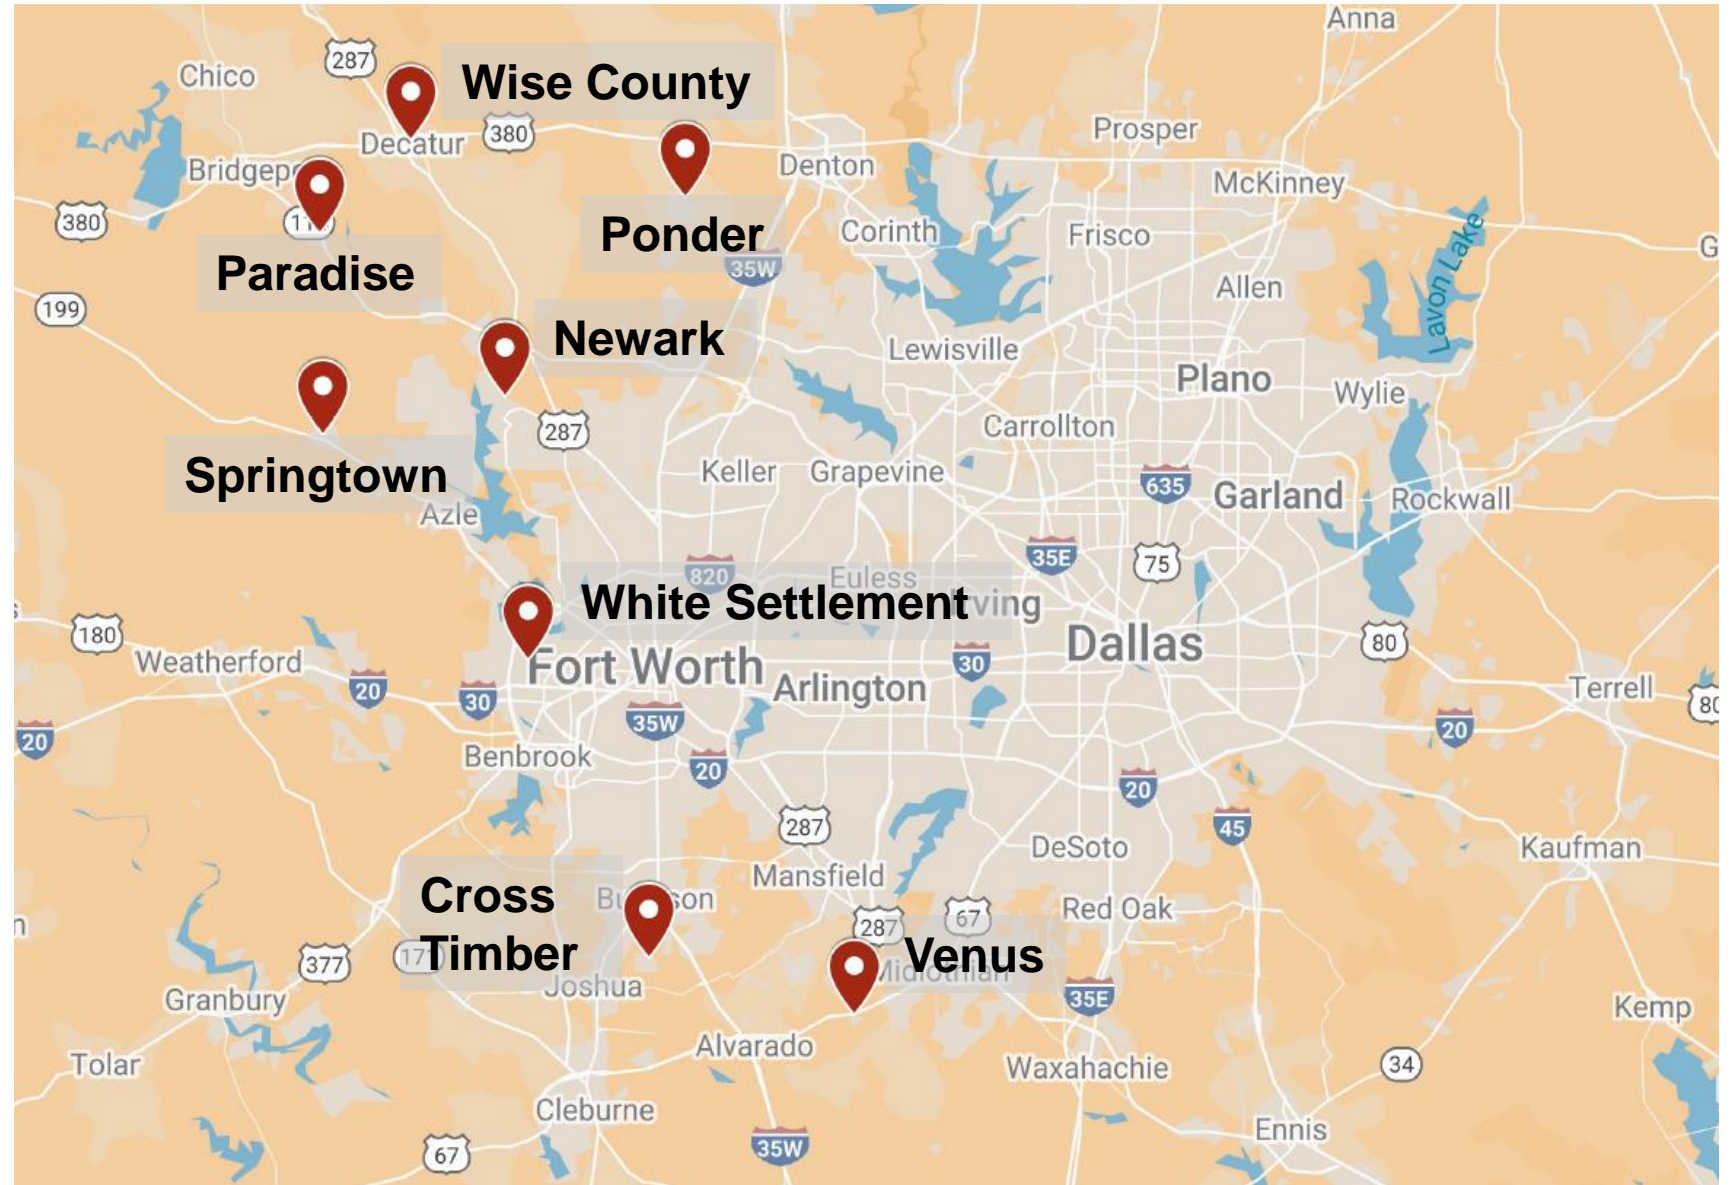 Anna
287
Chico
Wise County
Decatur
380
Prosper
Denton
Bridgep
McKinney
380
Ponder
Corinth
Frisco
Lavon Lake
G
Paradise
35W
Allen
199
Newark
Lewisville
Plano
Wylie
287
Carrollton
Springtown
Keller
Grapevine
635
Garland
Rockwall
Azle
35E
75
820
Euless
White Settlement
ving
180
Weatherford
Fort Worth
Dallas
80
20
30
Arlington
30
Terrell
80
35W
20
20
Benbrook
20
20
287
45
DeSoto
Kaufman
Mansfield
Cross
Timber
Bu
son
287
67
Red Oak
Venus
377
Joshua
35E
Granbury
Kemp
Alvarado
Tolar
Waxahachie
34
Cleburne
Ennis
67
35W